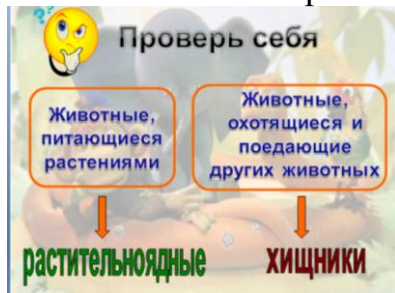 Проверь себя
Животные,
питающиеся
растениями
Животные,
охотящиеся и
поедающие
других животных
растительноядные
хищники